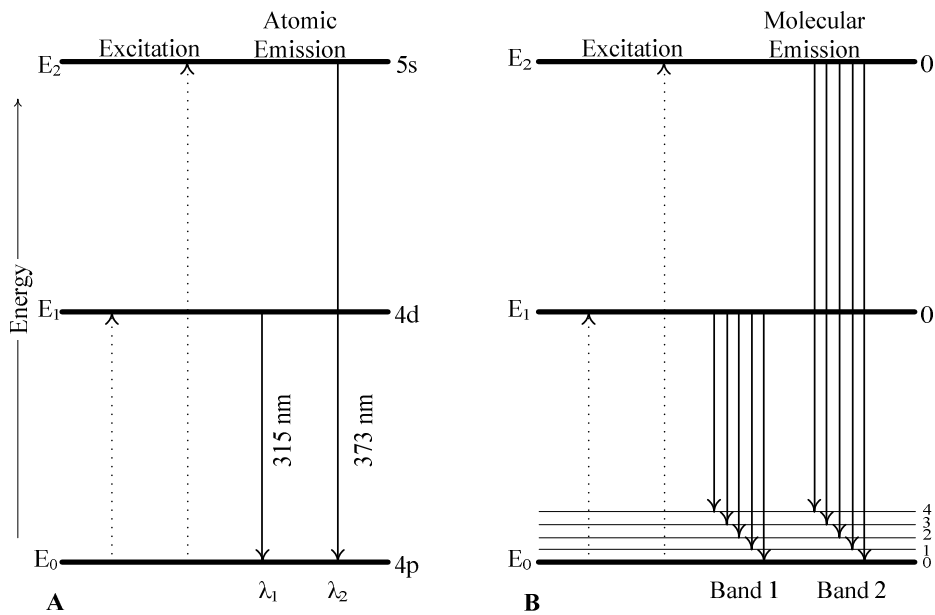 Atomic
Excitation Emission
E₂ 5s
Energy
E₁ 4d
315 nm
373 nm
E₀ 4p
λ₁ λ₂
A
Molecular
Excitation Emission
E₂ 0
E₁ 0
4
3
2
1
E₀ 0
Band 1 Band 2
B